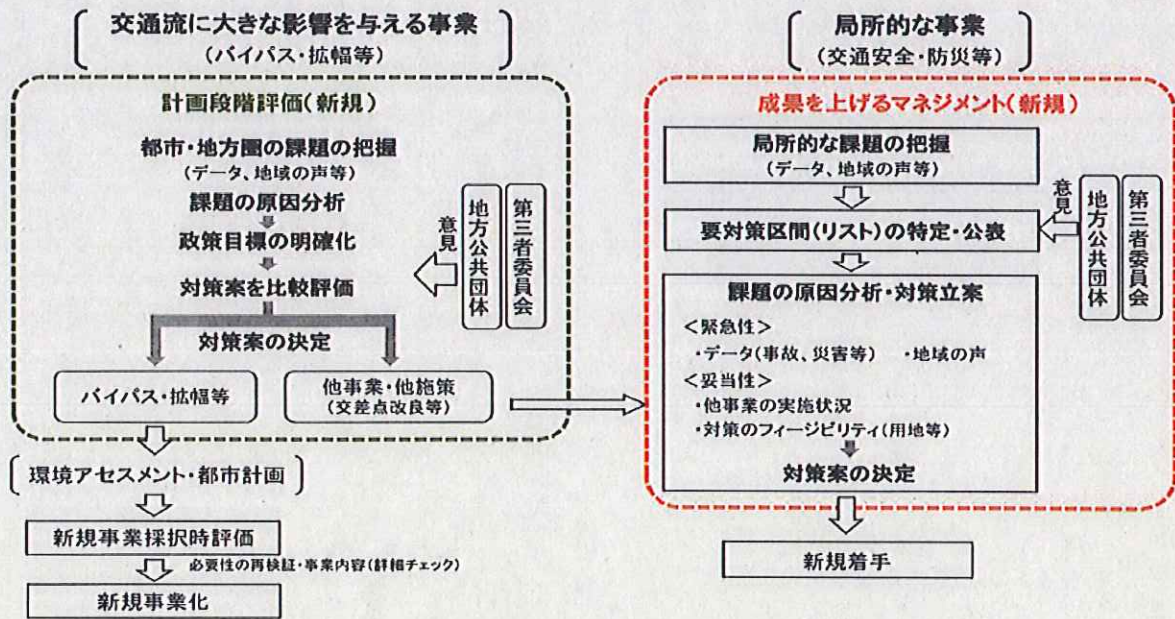 交通流に大きな影響を与える事業
(バイパス・拡幅等)
計画段階評価(新規)
都市・地方圏の課題の把握
(データ、地域の声等)
課題の原因分析
政策目標の明確化
対策案を比較評価
対策案の決定
バイパス・拡幅等
他事業・他施策
(交差点改良等)
意見
地方公共団体
第三者委員会
[環境アセスメント・都市計画]
新規事業採択時評価
必要性の再検証・事業内容(詳細チェック)
新規事業化
局所的な事業
(交通安全・防災等)
成果を上げるマネジメント(新規)
局所的な課題の把握
(データ、地域の声等)
要対策区間(リスト)の特定・公表
意見
地方公共団体
第三者委員会
課題の原因分析・対策立案
<緊急性>
・データ(事故、災害等) ・地域の声
<妥当性>
・他事業の実施状況
・対策のフィージビリティ(用地等)
対策案の決定
新規着手